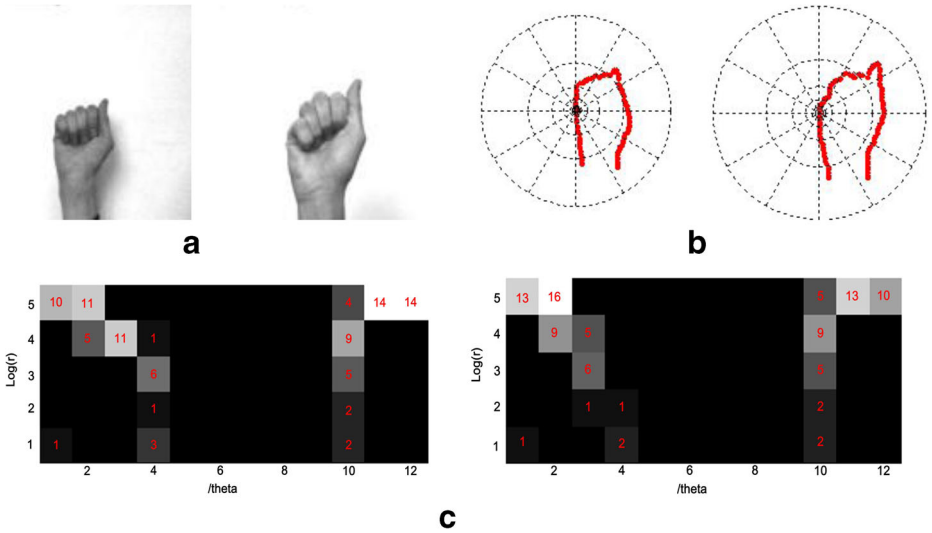 a
b
5 10 11 4 14 14
4 5 11 1 9
3 6 5
2 1 2
1 1 3 2
2 4 6 8 10 12
/theta
Log(r)
5 13 16 13 10
4 9 5 9
3 6 5
2 1 1 2
1 1 2 2
2 4 6 8 10 12
/theta
Log(r)
c